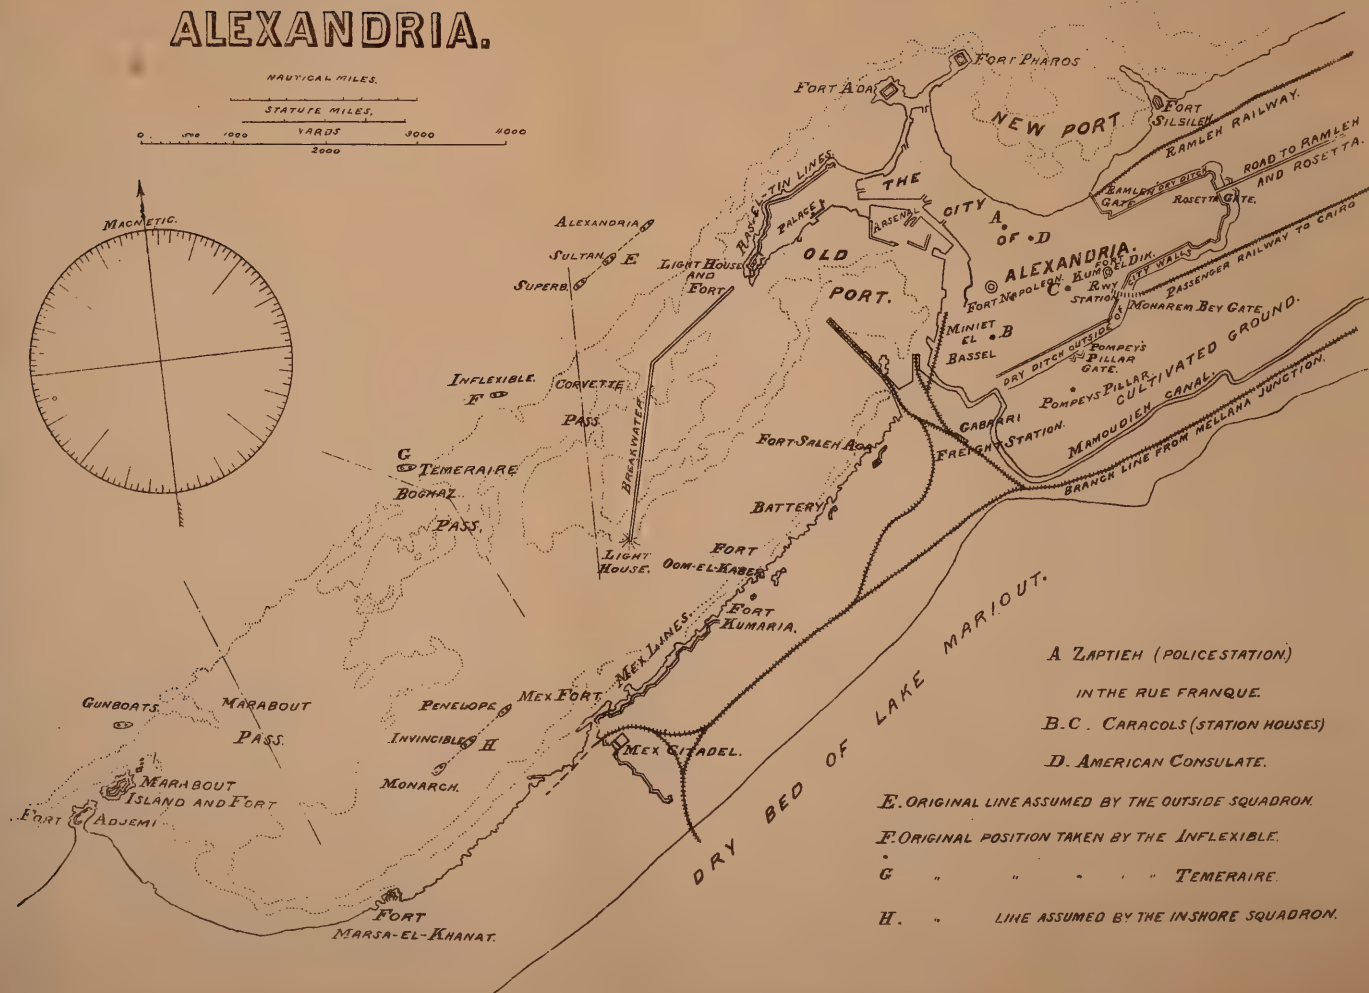 ALEXANDRIA.
NAUTICAL MILES.
STATUTE MILES.
YARDS
0 500 1000 3000 4000
2000
MAGNETIC.
FORT PHAROS
FORT ADA
FORT
SILSILEH
NEW PORT
RAMLEH RAILWAY.
ROAD TO RAMLEH
AND ROSETTA.
RAMLEH
GATE
DRY DITCH
ROSETTA GATE.
RAS-EL-TIN LINES.
THE
CITY
OF
ALEXANDRIA.
A
D
PALACE
ARSENAL
ALEXANDRIA
SULTAN
E
SUPERB.
LIGHT HOUSE
AND
FORT
OLD
PORT.
FORT
KUM EL DIK.
FORT NAPOLEON.
C
RWY
STATION
CITY WALLS
PASSENGER RAILWAY TO CAIRO
MOHAREM BEY GATE
MINIET
EL
BASSEL
B
DRY DITCH OUTSIDE OF
POMPEY'S
PILLAR
GATE.
POMPEYS PILLAR.
CULTIVATED GROUND.
MAMOUDIEH CANAL.
BRANCH LINE FROM MELLAHA JUNCTION.
INFLEXIBLE.
F
CORVETTE
PASS
BREAKWATER
GABARRI
FREIGHT STATION.
FORT SALEH AGA
G
TEMERAIRE
BOGHAZ
PASS.
BATTERY
LIGHT
HOUSE.
FORT
OOM-EL-KABEB
FORT
KUMARIA.
MEX LINES.
DRY BED OF LAKE MARIOUT.
GUNBOATS.
MARABOUT
PASS.
PENELOPE
INVINCIBLE
H
MONARCH.
MEX FORT.
MEX CITADEL.
MARABOUT
ISLAND AND FORT
FORT ADJEMI
FORT
MARSA-EL-KHANAT.
A ZAPTIEH (POLICE STATION.)
IN THE RUE FRANQUE.
B-C. CARACOLS (STATION HOUSES)
D. AMERICAN CONSULATE.
E. ORIGINAL LINE ASSUMED BY THE OUTSIDE SQUADRON.
F. ORIGINAL POSITION TAKEN BY THE INFLEXIBLE.
G " " " " " TEMERAIRE.
H. " LINE ASSUMED BY THE INSHORE SQUADRON.